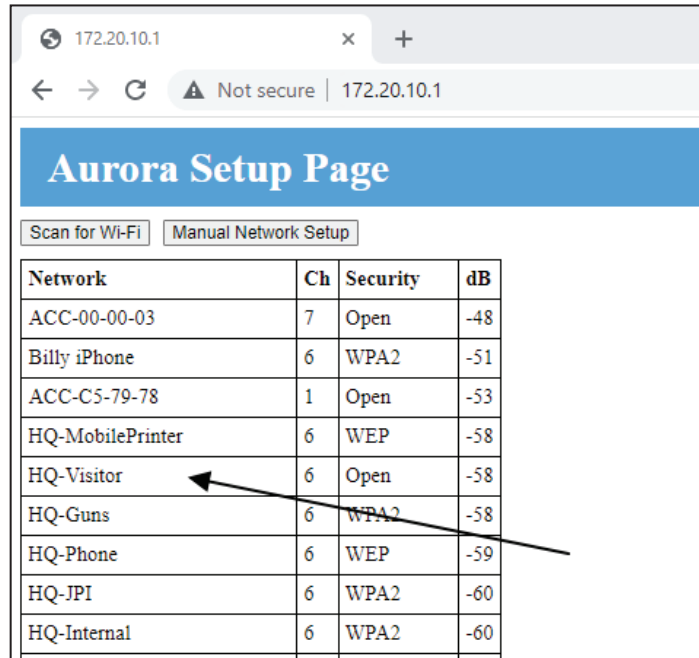 172.20.10.1
Not secure | 172.20.10.1
Aurora Setup Page
Scan for Wi-Fi Manual Network Setup
Network Ch Security dB
ACC-00-00-03 7 Open -48
Billy iPhone 6 WPA2 -51
ACC-C5-79-78 1 Open -53
HQ-MobilePrinter 6 WEP -58
HQ-Visitor 6 Open -58
HQ-Guns 6 WPA2 -58
HQ-Phone 6 WEP -59
HQ-JPI 6 WPA2 -60
HQ-Internal 6 WPA2 -60